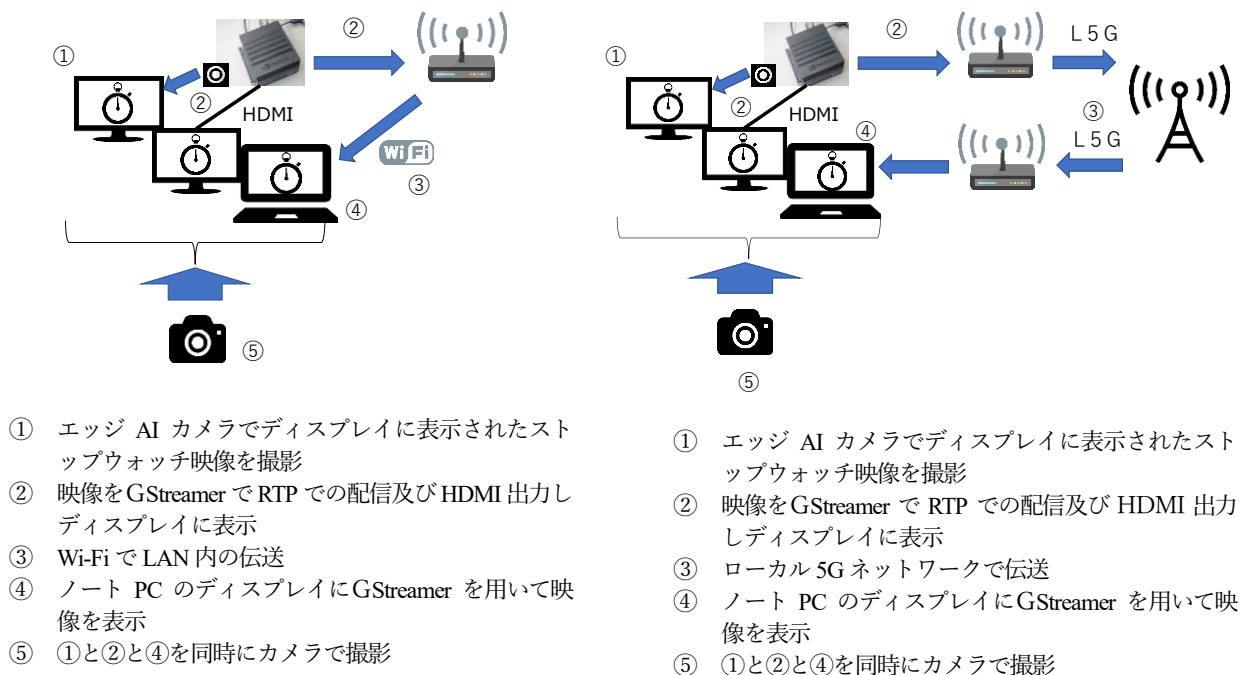 ①
②
②
HDMI
Wi Fi
③
④
⑤
① エッジ AI カメラでディスプレイに表示されたスト
ップウォッチ映像を撮影
② 映像をGStreamer で RTP での配信及び HDMI 出力し
ディスプレイに表示
③ Wi-Fi で LAN 内の伝送
④ ノート PC のディスプレイにGStreamer を用いて映
像を表示
⑤ ①と②と④を同時にカメラで撮影
①
②
②
HDMI
L5G
③
L5G
④
⑤
① エッジ AI カメラでディスプレイに表示されたスト
ップウォッチ映像を撮影
② 映像をGStreamer で RTP での配信及び HDMI 出力
しディスプレイに表示
③ ローカル 5G ネットワークで伝送
④ ノート PC のディスプレイにGStreamer を用いて映
像を表示
⑤ ①と②と④を同時にカメラで撮影